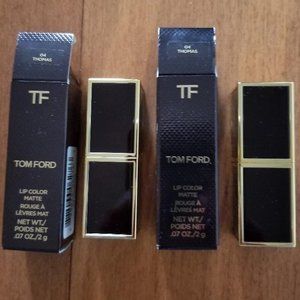 04
THOMAS
TF
TOM FORD
LIP COLOR
MATTE
ROUGE À
LÈVRES MAT
NET WT./
POIDS NET
.07 OZ./2 g
04
THOMAS
TF
TOM FORD
LIP COLOR
MATTE
ROUGE À
LÈVRES MAT
NET WT./
POIDS NET
.07 OZ./2 g